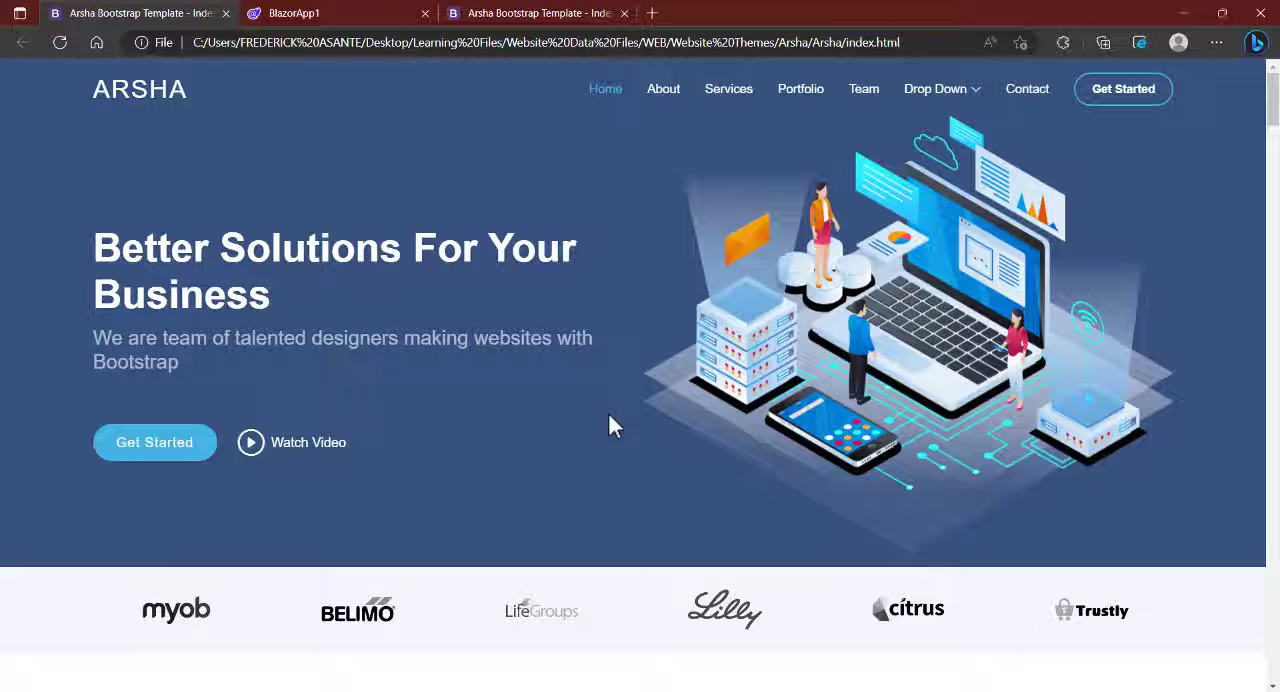 Arsha Bootstrap Template - Inde
BlazorApp1
Arsha Bootstrap Template - Inde
File
C:/Users/FREDERICK%20ASANTE/Desktop/Learning%20Files/Website%20Data%20Files/WEB/Website%20Themes/Arsha/Arsha/index.html
ARSHA
Home About Services Portfolio Team Drop Down Contact Get Started
Better Solutions For Your
Business
We are team of talented designers making websites with
Bootstrap
Get Started Watch Video
myob BELIMO LifeGroups Lilly citrus Trustly